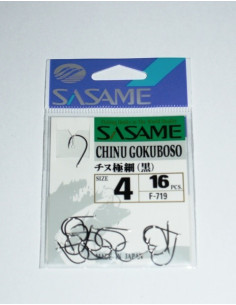 SASAME
SASAME
CHINU GOKUBOSO
チヌ極細(黒)
SIZE 4 16 PCS.
F-719
MADE IN JAPAN